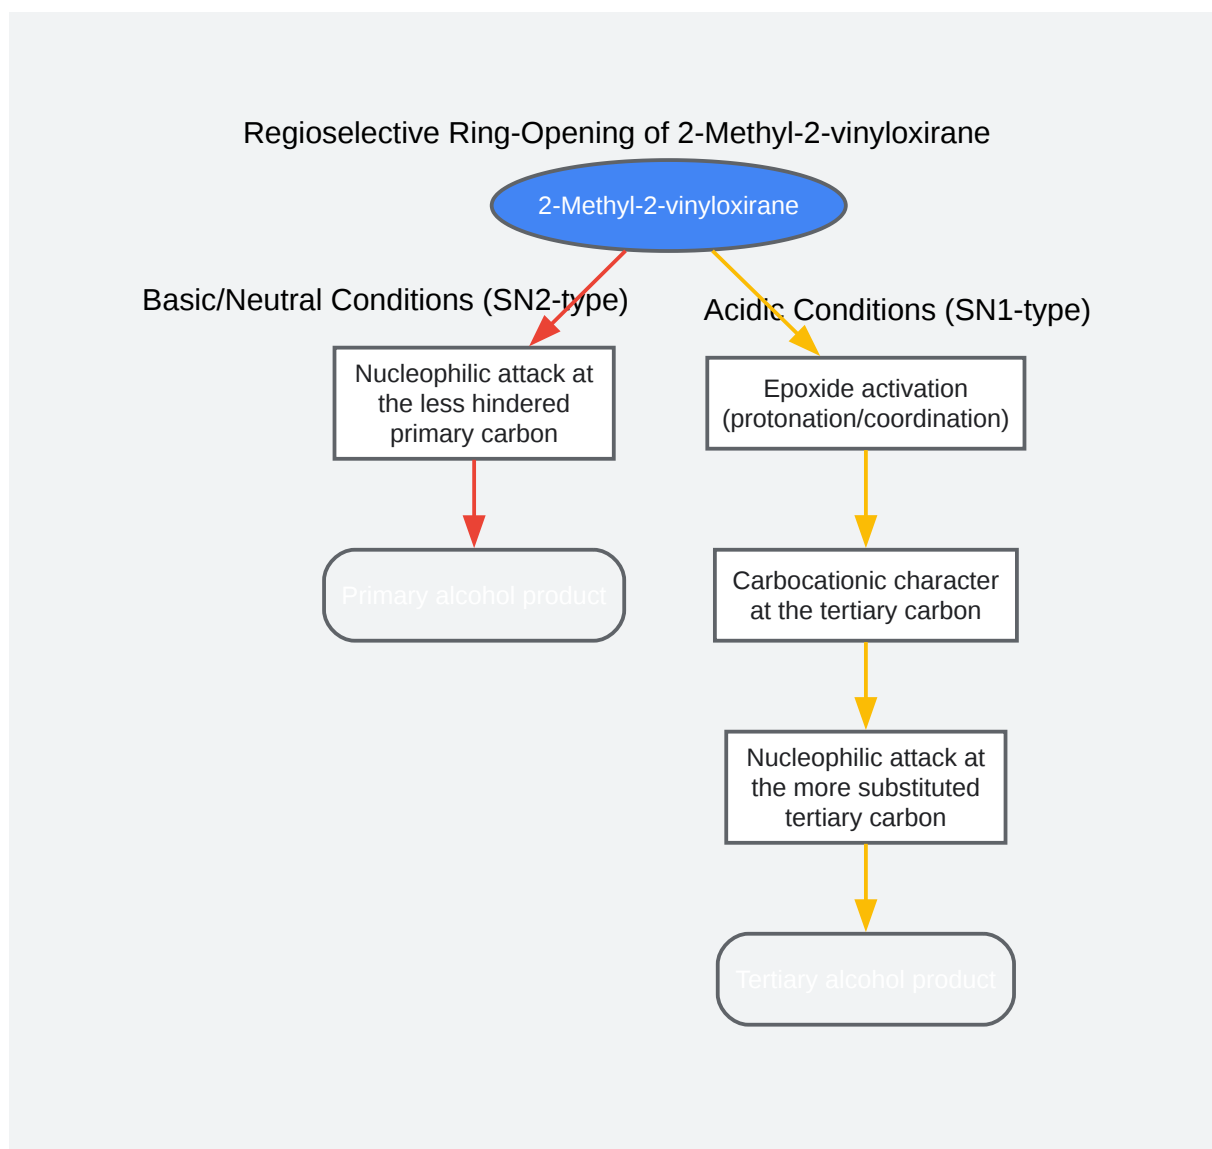 Regioselective Ring-Opening of 2-Methyl-2-vinyloxirane
2-Methyl-2-vinyloxirane
Basic/Neutral Conditions (SN2-type)
Nucleophilic attack at
the less hindered
primary carbon
Primary alcohol product
Acidic Conditions (SN1-type)
Epoxide activation
(protonation/coordination)
Carbocationic character
at the tertiary carbon
Nucleophilic attack at
the more substituted
tertiary carbon
Tertiary alcohol product